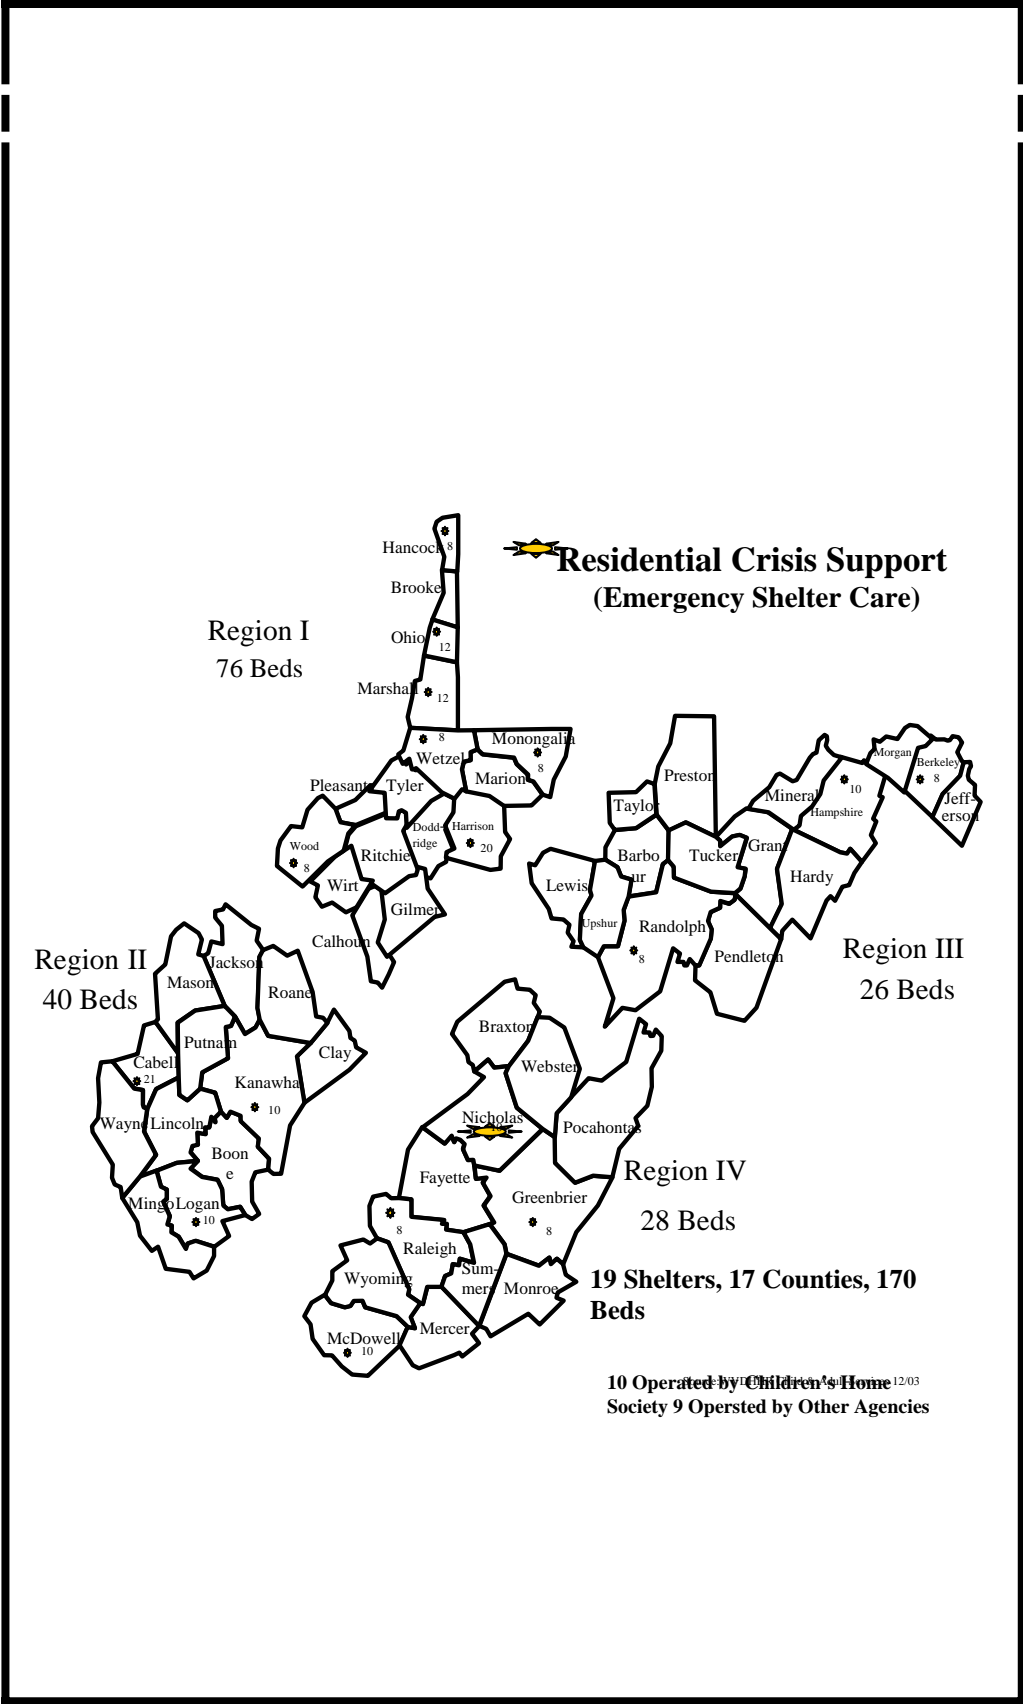 Residential Crisis Support
(Emergency Shelter Care)
Region I
76 Beds
Hancock
8
Brooke
Ohio
12
Marshall
12
8
Wetzel
Monongalia
8
Marion
Pleasant
Tyler
Wood
8
Dodd-
ridge
Harrison
20
Ritchie
Wirt
Gilmer
Calhoun
Region II
40 Beds
Mason
Jackson
Roane
Putnam
Clay
Cabell
21
Kanawha
10
Wayne
Lincoln
Boon
e
Mingo
Logan
10
Region III
26 Beds
Preston
Taylor
Mineral
Morgan
Berkeley
8
Jeff-
erson
10
Hampshire
Grant
Tucker
Barbo
ur
Hardy
Lewis
Upshur
Randolph
8
Pendleton
Region IV
28 Beds
Braxton
Webster
Nicholas
Pocahontas
Fayette
Greenbrier
8
8
Raleigh
Sum-
mers
Monroe
Wyoming
Mercer
McDowell
10
19 Shelters, 17 Counties, 170
Beds
10 Operated by Children's Home
Society 9 Opersted by Other Agencies
12/03